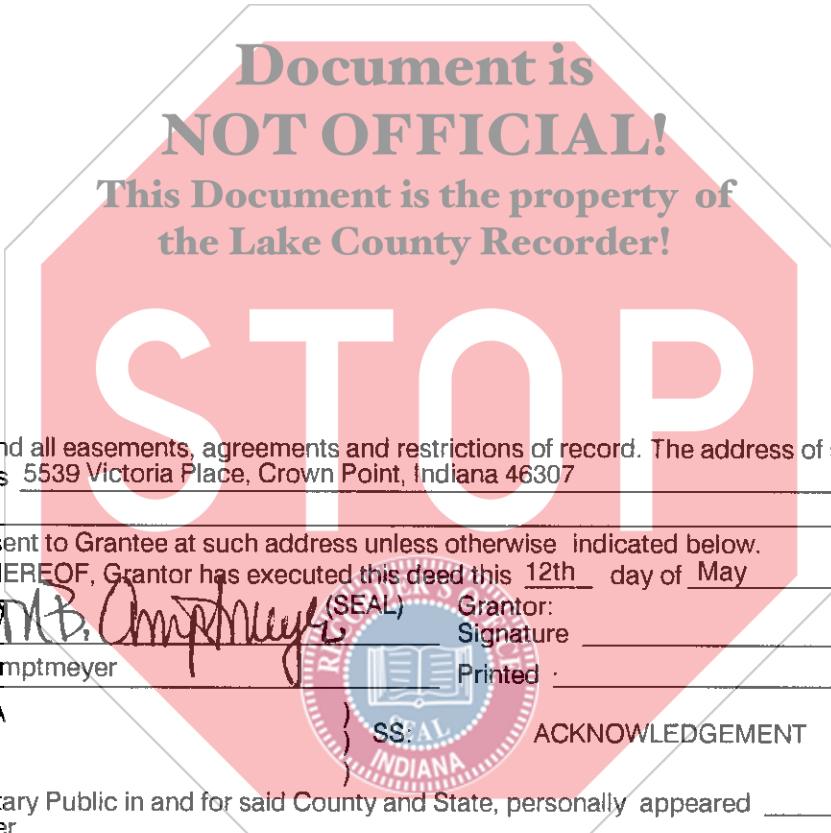 Document is
NOT OFFICIAL!
This Document is the property of
the Lake County Recorder!
STOP
nd all easements, agreements and restrictions of record. The address of s
s 5539 Victoria Place, Crown Point, Indiana 46307
sent to Grantee at such address unless otherwise indicated below.
HEREOF, Grantor has executed this deed this 12th day of May
(SEAL) Grantor:
Signature
mptmeyer Printed
A
) SS: ACKNOWLEDGEMENT
)
)
RECORDER'S OFFICE
SEAL
INDIANA
tary Public in and for said County and State, personally appeared
er